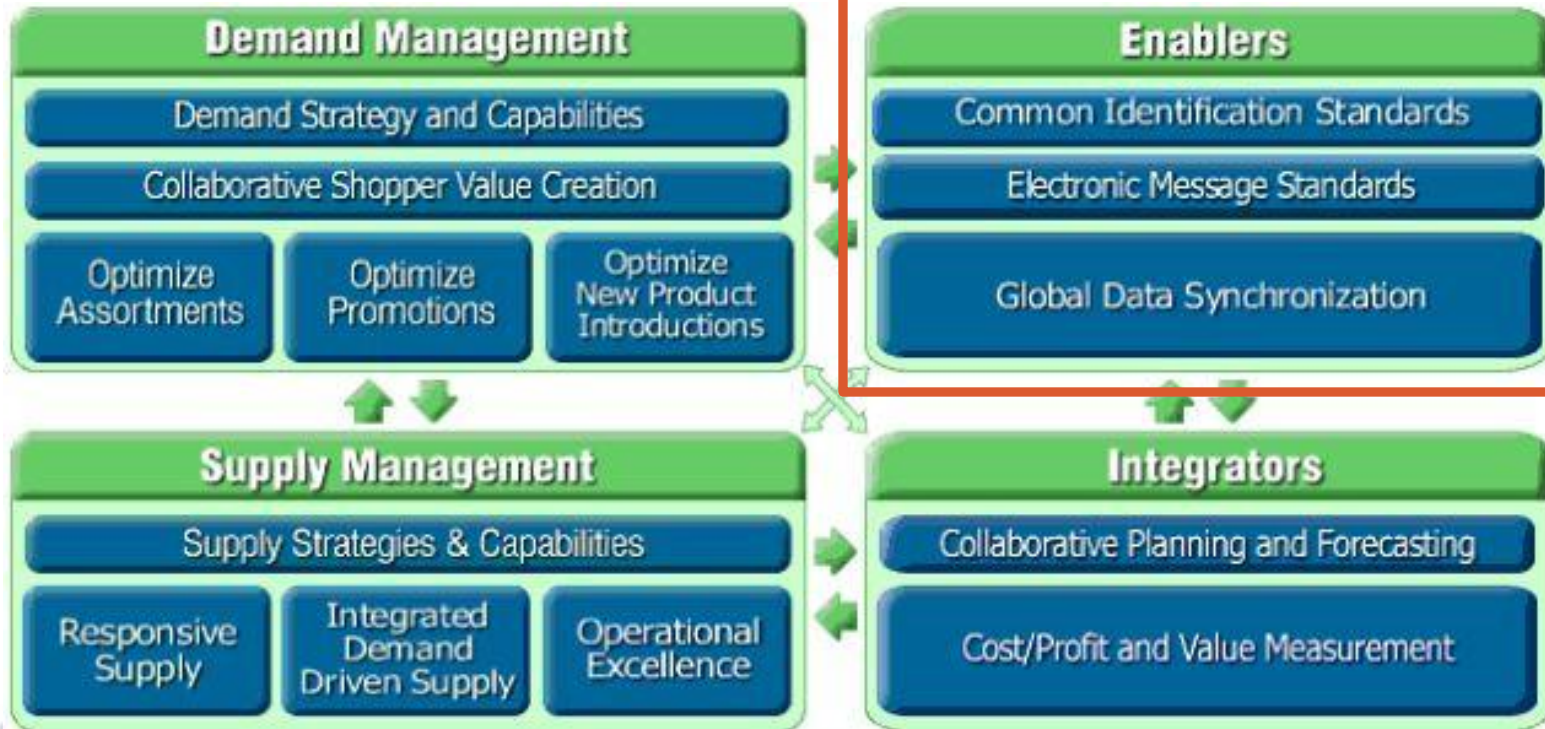 Demand Management
Demand Strategy and Capabilities
Collaborative Shopper Value Creation
Optimize
Assortments
Optimize
Promotions
Optimize
New Product
Introductions
Enablers
Common Identification Standards
Electronic Message Standards
Global Data Synchronization
Supply Management
Supply Strategies & Capabilities
Responsive
Supply
Integrated
Demand
Driven Supply
Operational
Excellence
Integrators
Collaborative Planning and Forecasting
Cost/Profit and Value Measurement